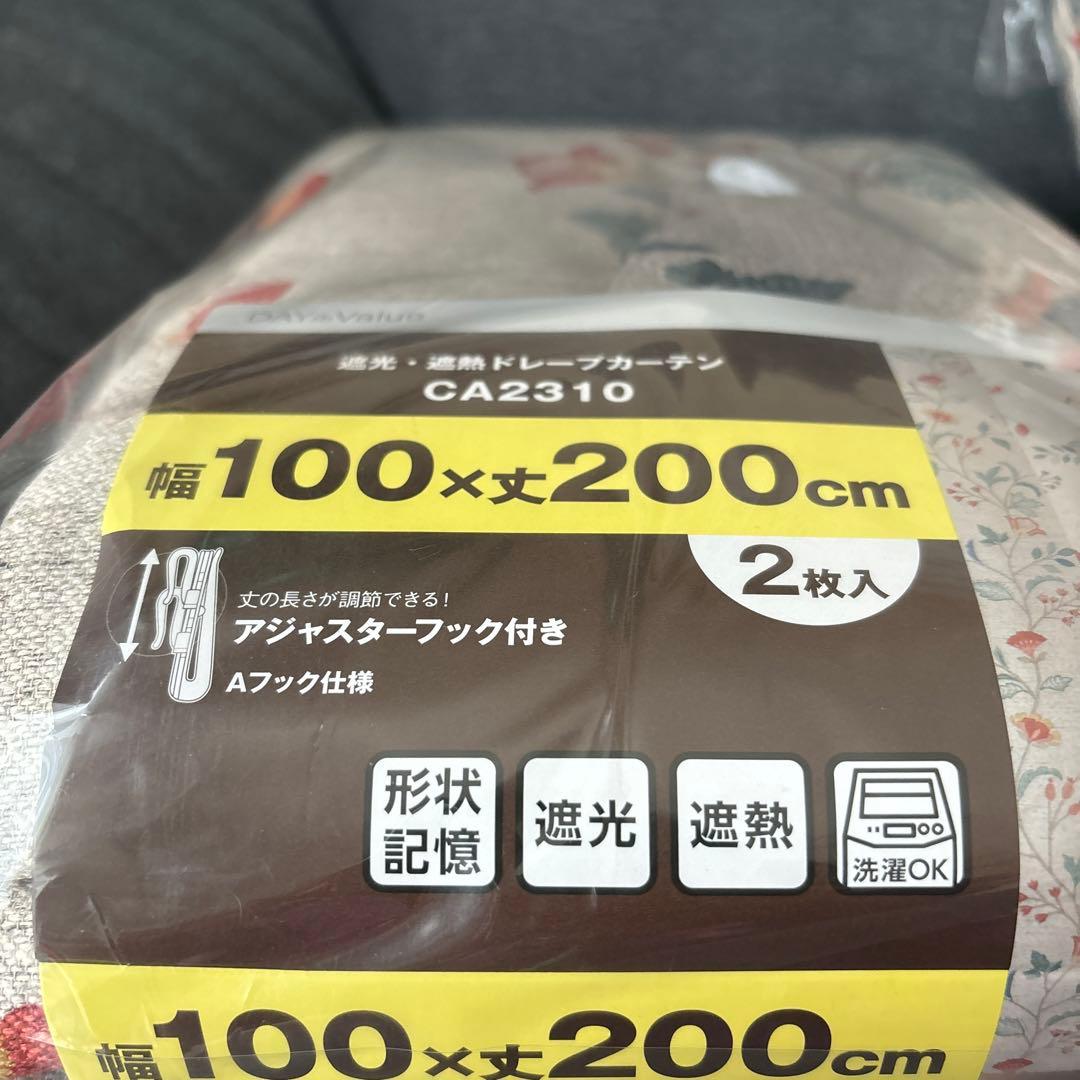 DAY&Value
遮光・遮熱ドレープカーテン
CA2310
幅100×丈200cm
2枚入
丈の長さが調節できる!
アジャスターフック付き
Aフック仕様
形状
記憶
遮光
遮熱
洗濯OK
幅100×丈200cm